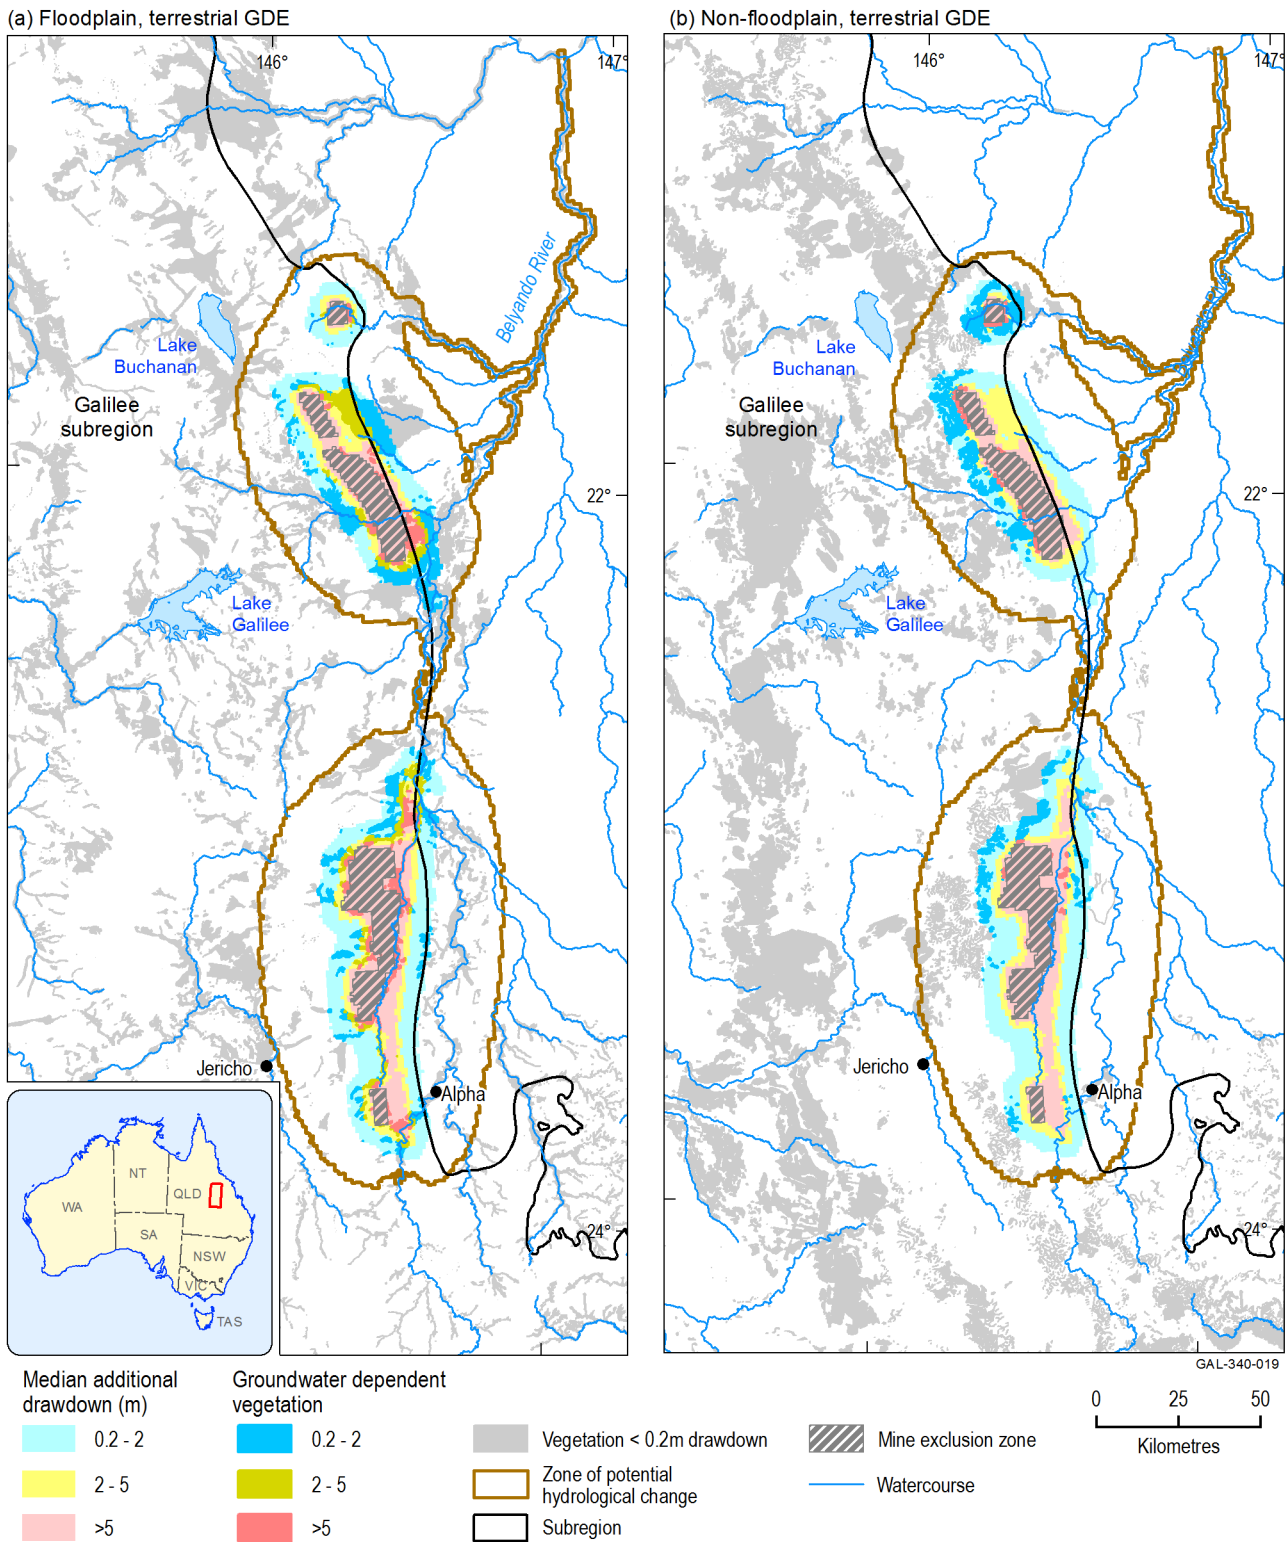 (a) Floodplain, terrestrial GDE
(b) Non-floodplain, terrestrial GDE
146°
147°
146°
147°
Belyando River
River
Lake
Buchanan
Lake
Buchanan
Galilee
subregion
Galilee
subregion
22°
22°
Lake
Galilee
Lake
Galilee
Jericho
Alpha
Jericho
Alpha
24°
24°
NT
QLD
WA
SA
NSW
VIC
TAS
GAL-340-019
Median additional
drawdown (m)
0.2 - 2
2 - 5
>5
Groundwater dependent
vegetation
0.2 - 2
2 - 5
>5
Vegetation < 0.2m drawdown
Zone of potential
hydrological change
Subregion
Mine exclusion zone
Watercourse
0 25 50
Kilometres